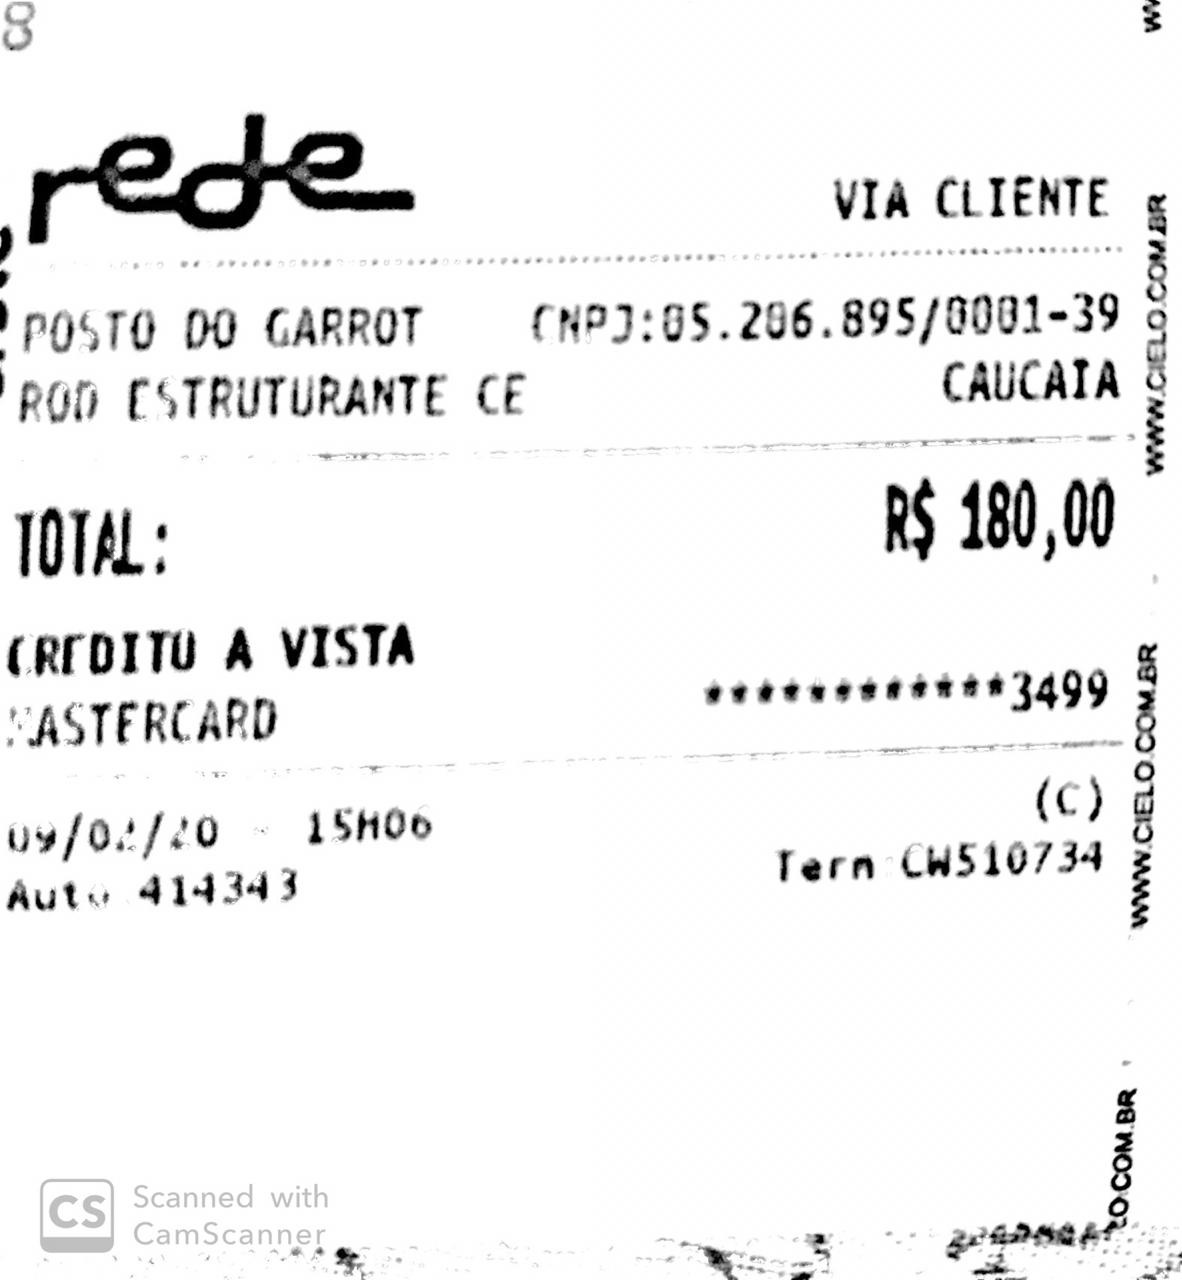 rede
VIA CLIENTE
POSTO DO GARROT CNPJ:05.206.895/0001-39
ROD ESTRUTURANTE CE CAUCAIA
TOTAL: R$ 180,00
CREDITO A VISTA
MASTERCARD ************3499
(C)
09/02/20 - 15H06
Auto 414343 Term CW510734
WWW.CIELO.COM.BR
WWW.CIELO.COM.BR
LO.COM.BR
CS Scanned with
CamScanner